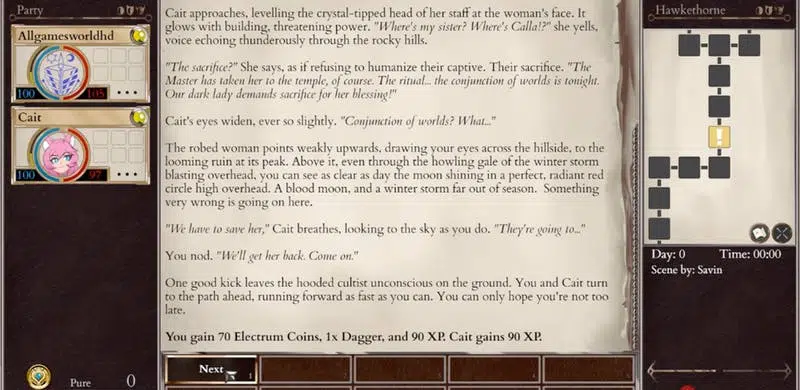 Party
Hawkethorne
Allgamesworldhd
100
105
Cait
100
97
Cait approaches, levelling the crystal-tipped head of her staff at the woman's face. It
glows with building, threatening power. "Where's my sister? Where's Calla!?" she yells,
voice echoing thunderously through the rocky hills.
"The sacrifice?" She says, as if refusing to humanize their captive. Their sacrifice. "The
Master has taken her to the temple, of course. The ritual... the conjunction of worlds is tonight.
Our dark lady demands sacrifice for her blessing!"
Cait's eyes widen, ever so slightly. "Conjunction of worlds? What..."
The robed woman points weakly upwards, drawing your eyes across the hillside, to the
looming ruin at its peak. Above it, even through the howling gale of the winter storm
blasting overhead, you can see as clear as day the moon shining in a perfect, radiant red
circle high overhead. A blood moon, and a winter storm far out of season. Something
very wrong is going on here.
"We have to save her," Cait breathes, looking to the sky as you do. "They're going to..."
You nod. "We'll get her back. Come on."
One good kick leaves the hooded cultist unconscious on the ground. You and Cait turn
to the path ahead, running forward as fast as you can. You can only hope you're not too
late.
You gain 70 Electrum Coins, 1x Dagger, and 90 XP. Cait gains 90 XP.
Day: 0
Time: 00:00
Scene by: Savin
Pure
0
Next
1